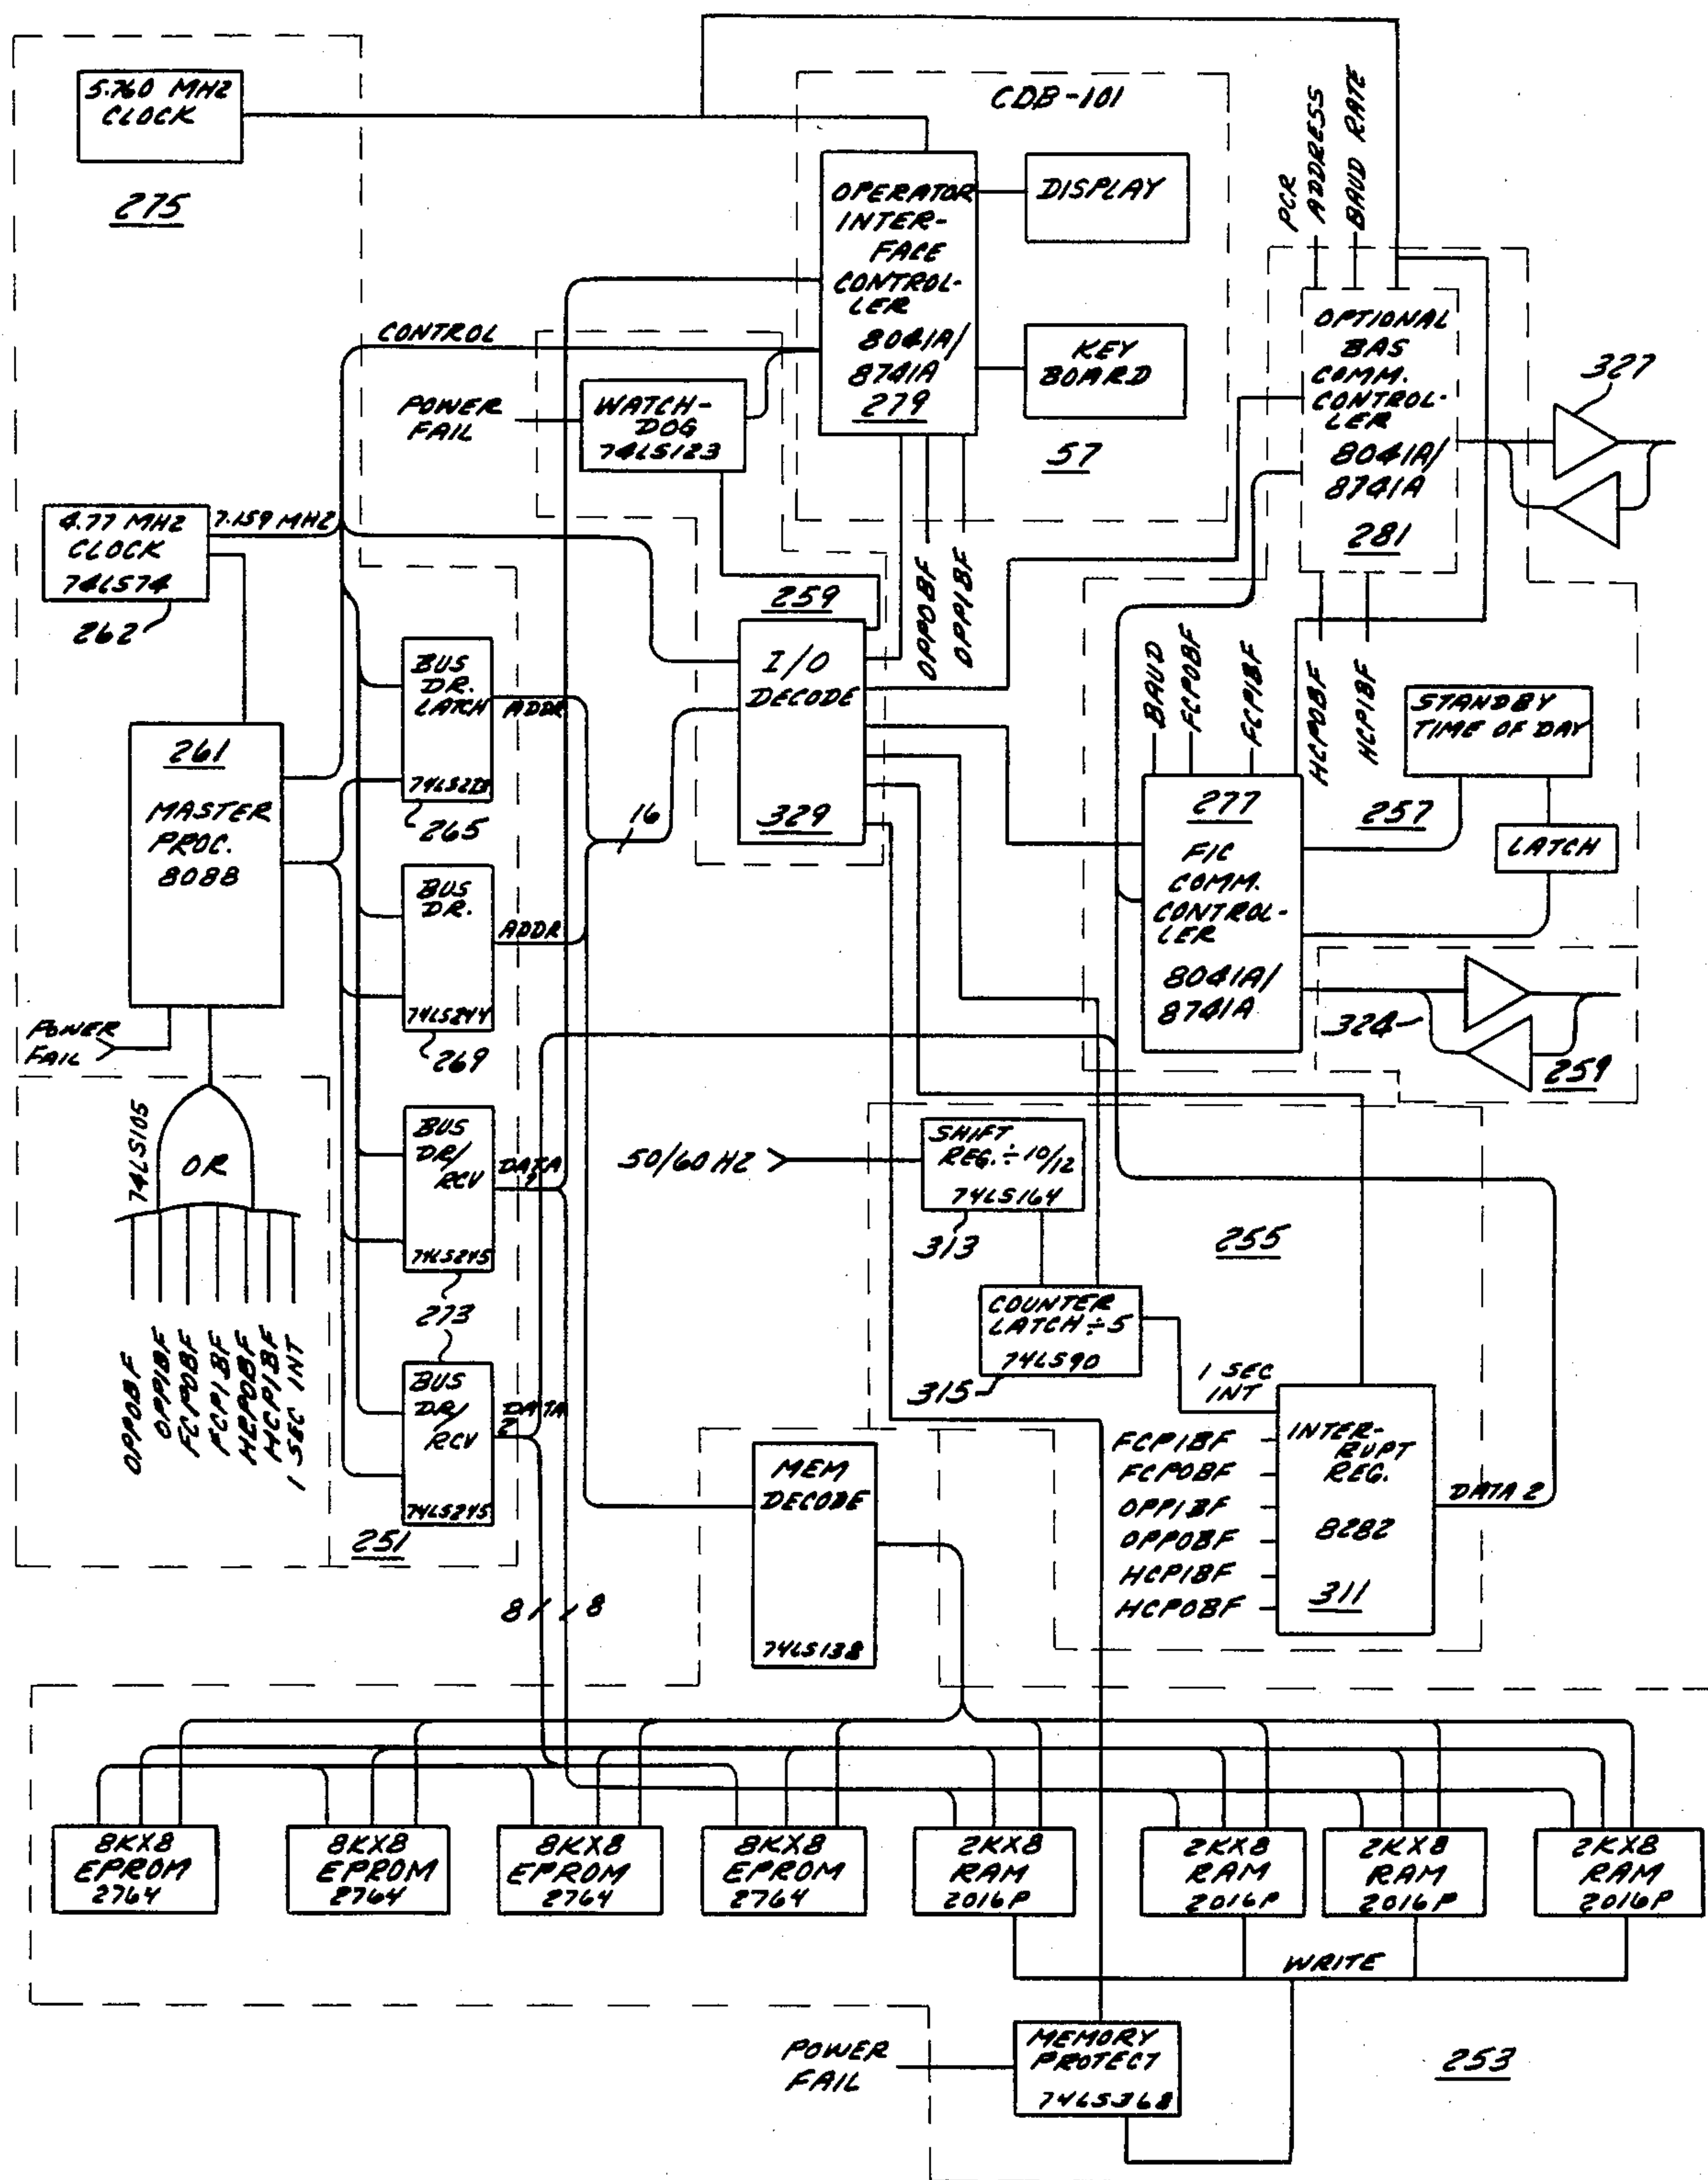 5.760 MHZ
CLOCK
275
CDB-101
OPERATOR
INTER-
FACE
CONTROL-
LER
8041A/
8741A
279
DISPLAY
KEY
BOARD
57
PCR
ADDRESS
BAUD RATE
OPTIONAL
BAS
COMM.
CONTROL-
LER
8041A/
8741A
281
327
CONTROL
POWER
FAIL
WATCH-
DOG
74LS123
4.77 MHZ
CLOCK
74LS74
262
7.159 MHZ
259
I/O
DECODE
329
OPPOBF
OPPIBF
BAUD
FCPOBF
FCPIBF
HCPOBF
HCPIBF
STANDBY
TIME OF DAY
257
LATCH
277
F/C
COMM.
CONTROL-
LER
8041A/
8741A
324
259
261
MASTER
PROC.
8088
POWER
FAIL
BUS
DR.
LATCH
ADDR
265
16
BUS
DR.
74LS244
ADDR
269
74LS105
OR
OPPOBF
OPPIBF
FCPOBF
FCPIBF
HCPOBF
HCPIBF
1 SEC INT
BUS
DR/
RCV
74LS245
DATA
1
273
BUS
DR/
RCV
74LS245
DATA
2
251
50/60 HZ
SHIFT
REG. ÷ 10/12
74LS164
313
255
COUNTER
LATCH ÷ 5
74LS90
315
1 SEC
INT
FCPIBF
FCPOBF
OPPIBF
OPPOBF
HCPIBF
HCPOBF
INTER-
RUPT
REG.
8282
311
DATA 2
MEM
DECODE
74LS138
8
8
8KX8
EPROM
2764
8KX8
EPROM
2764
8KX8
EPROM
2764
8KX8
EPROM
2764
2KX8
RAM
2016P
2KX8
RAM
2016P
2KX8
RAM
2016P
2KX8
RAM
2016P
WRITE
POWER
FAIL
MEMORY
PROTECT
74LS368
253